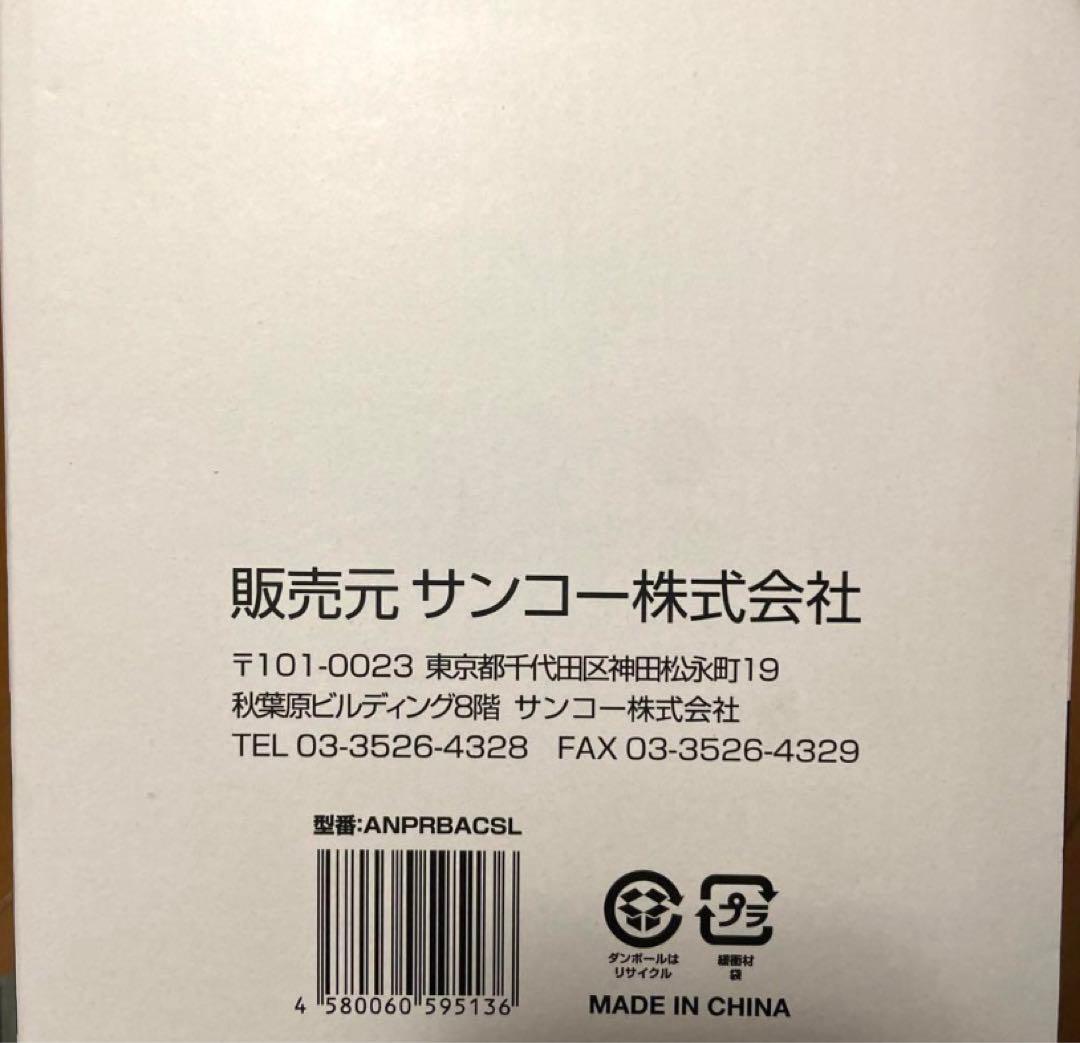 販売元 サンコー株式会社
〒101-0023 東京都千代田区神田松永町19
秋葉原ビルディング8階 サンコー株式会社
TEL 03-3526-4328 FAX 03-3526-4329
型番:ANPRBACSL
4 580060 595136
プラ
ダンボールは
リサイクル
緩衝材
袋
MADE IN CHINA